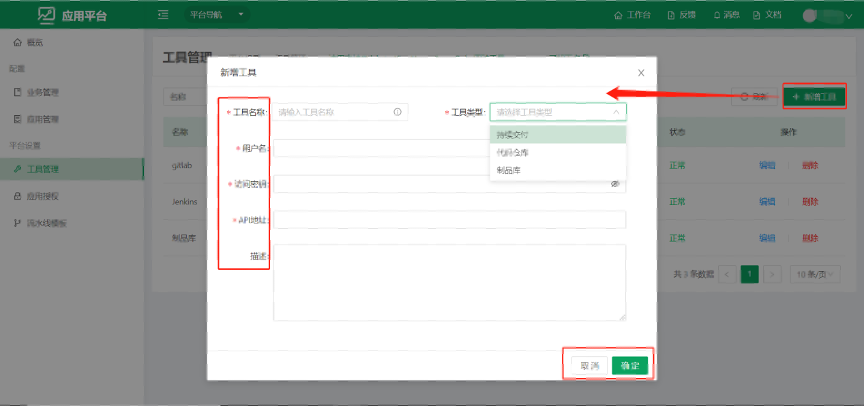 应用平台 平台导航 工作台 反馈 消息 文档
概览
配置
业务管理
应用管理
平台设置
工具管理
应用授权
流水线模板
工具管理
名称 新增工具
名称 状态 操作
gitlab 正常 编辑 删除
Jenkins 正常 编辑 删除
制品库 正常 编辑 删除
共 3 条数据 1 10 条/页
新增工具
* 工具名称: 请输入工具名称 * 工具类型: 请选择工具类型
持续交付
代码仓库
制品库
* 用户名:
* 访问密钥:
* API地址:
描述:
取消 确定